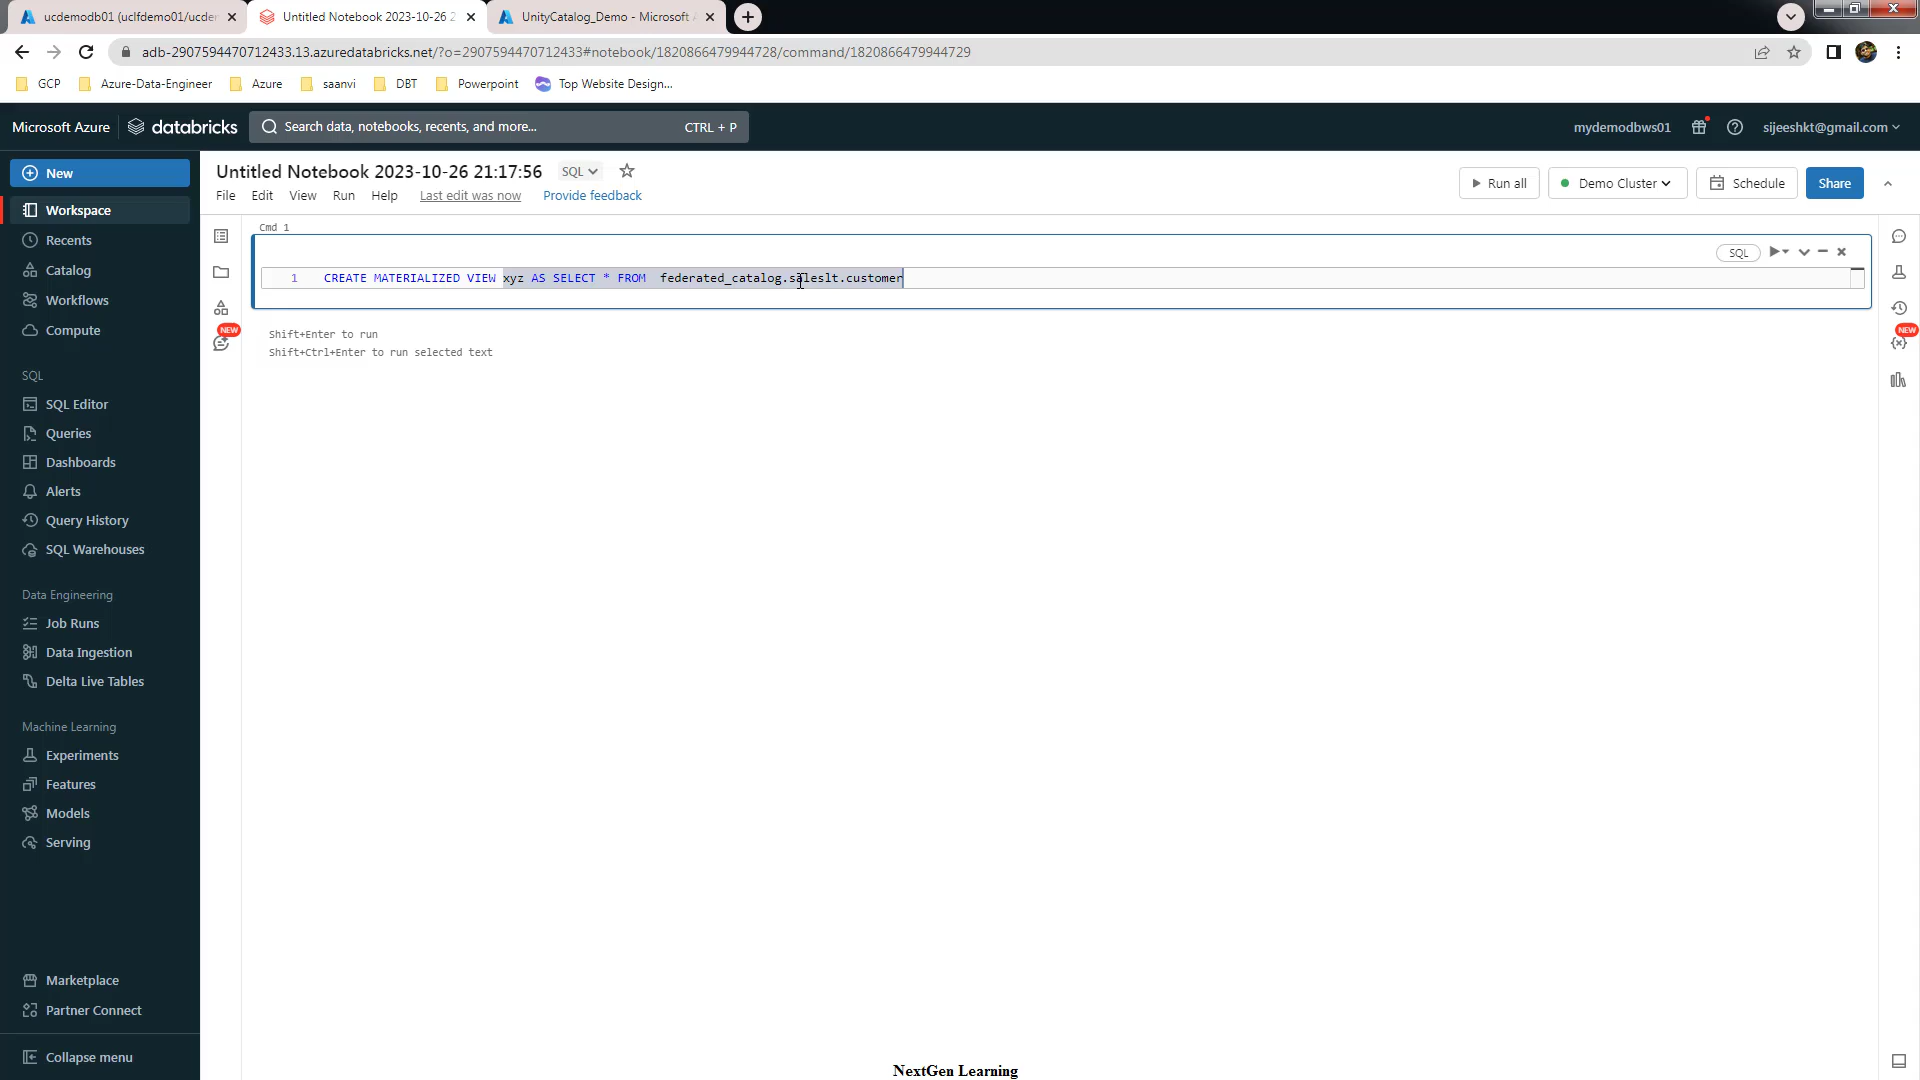 ucdemodb01 (uclfdemo01/ucder
Untitled Notebook 2023-10-26 2
UnityCatalog_Demo - Microsoft A
adb-2907594470712433.13.azuredatabricks.net/?o=2907594470712433#notebook/1820866479944728/command/1820866479944729
GCP
Azure-Data-Engineer
Azure
saanvi
DBT
Powerpoint
Top Website Design...
Microsoft Azure
databricks
Search data, notebooks, recents, and more...
CTRL + P
mydemodbws01
sijeeshkt@gmail.com
New
Workspace
Recents
Catalog
Workflows
Compute
SQL
SQL Editor
Queries
Dashboards
Alerts
Query History
SQL Warehouses
Data Engineering
Job Runs
Data Ingestion
Delta Live Tables
Machine Learning
Experiments
Features
Models
Serving
Marketplace
Partner Connect
Collapse menu
Untitled Notebook 2023-10-26 21:17:56
SQL
File
Edit
View
Run
Help
Last edit was now
Provide feedback
Run all
Demo Cluster
Schedule
Share
NEW
Cmd 1
SQL
1 CREATE MATERIALIZED VIEW xyz AS SELECT * FROM federated_catalog.saleslt.customer
Shift+Enter to run
Shift+Ctrl+Enter to run selected text
NEW
NextGen Learning